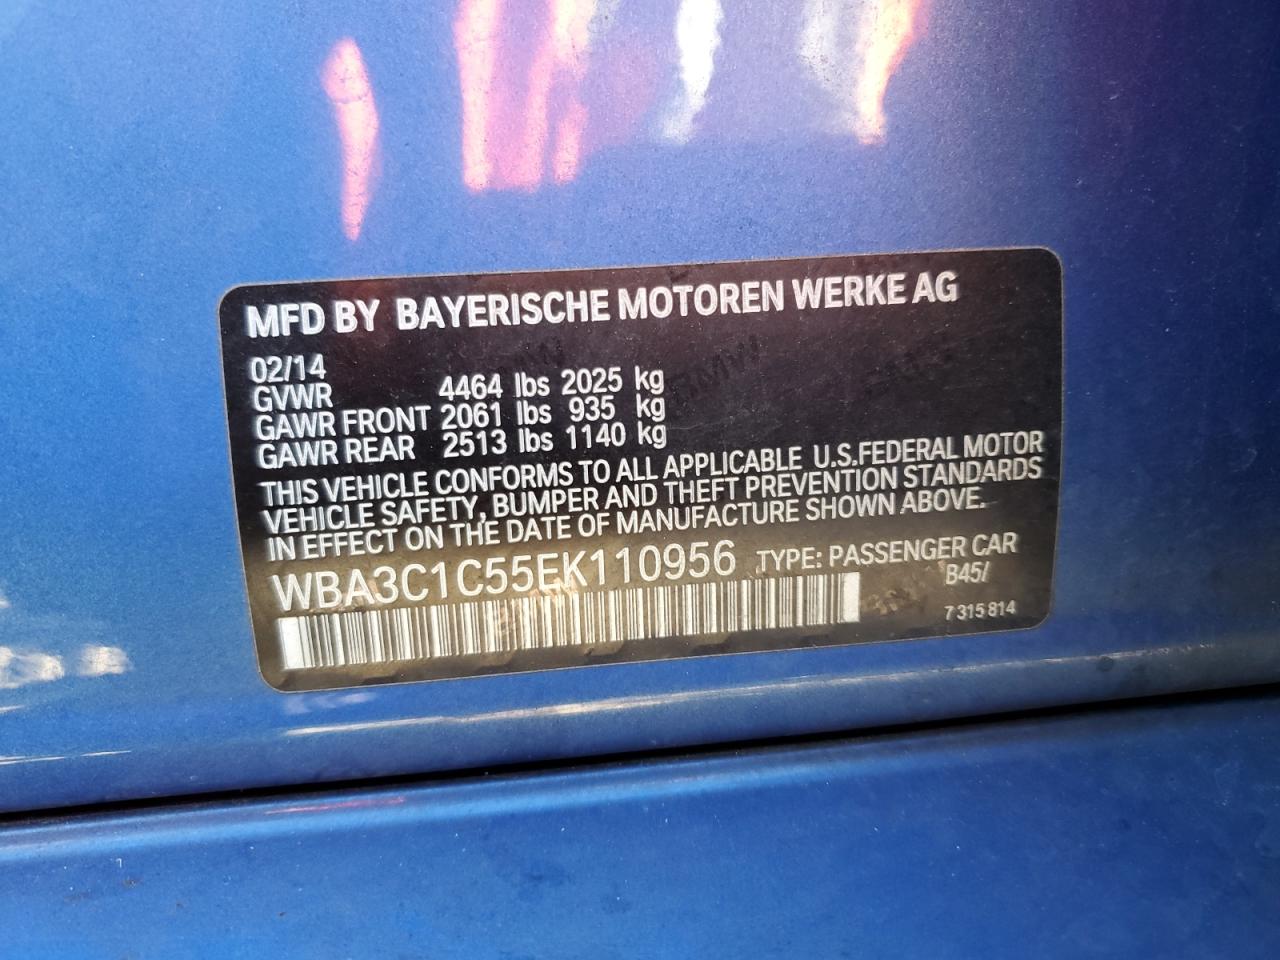 MFD BY BAYERISCHE MOTOREN WERKE AG
02/14
GVWR 4464 lbs 2025 kg
GAWR FRONT 2061 lbs 935 kg
GAWR REAR 2513 lbs 1140 kg
THIS VEHICLE CONFORMS TO ALL APPLICABLE U.S.FEDERAL MOTOR
VEHICLE SAFETY, BUMPER AND THEFT PREVENTION STANDARDS
IN EFFECT ON THE DATE OF MANUFACTURE SHOWN ABOVE.
WBA3C1C55EK110956 TYPE: PASSENGER CAR
B45/
7 315 814